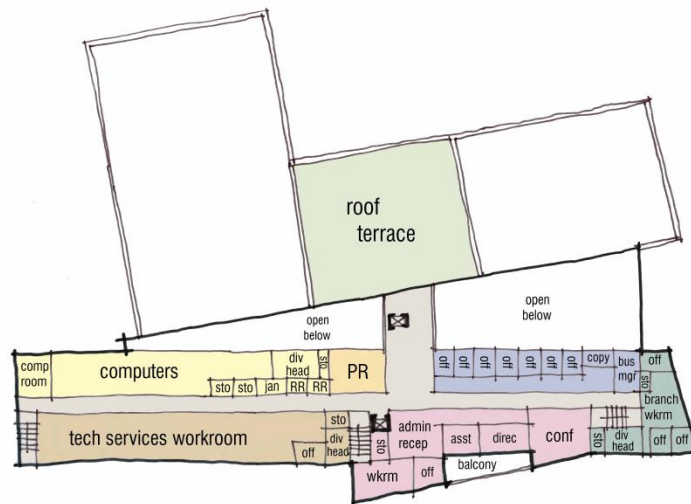 roof
terrace
open
below
open
below
comp
room
computers
div
head
sto
PR
sto
sto
jan
RR
RR
off
off
off
off
off
off
off
copy
bus
mgr
off
sto
branch
wkrm
tech services workroom
sto
div
head
off
sto
admin
recep
asst
direc
conf
sto
div
head
off
off
wkrm
off
balcony